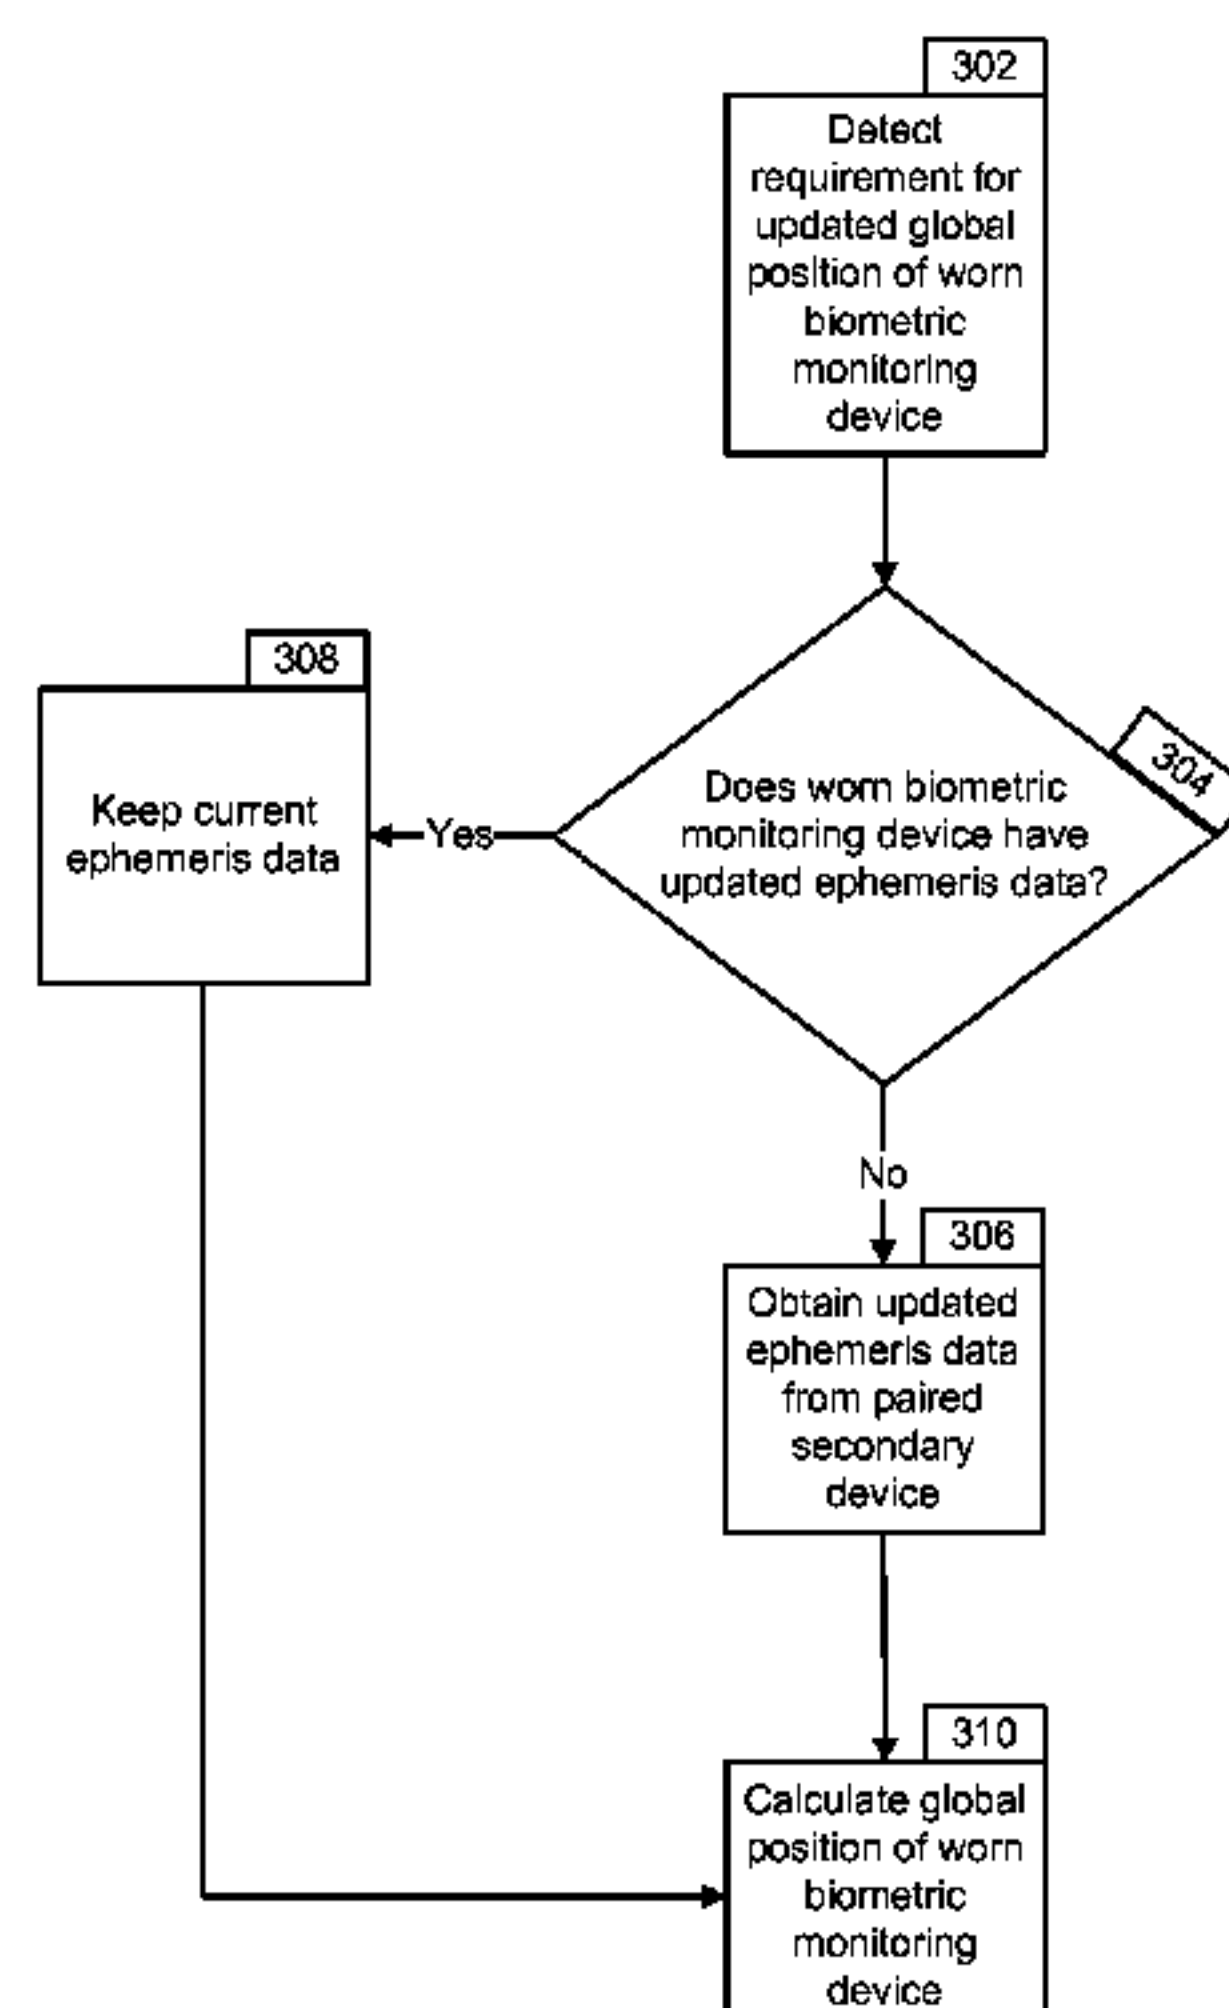 302
Detect
requirement for
updated global
position of worn
biometric
monitoring
device
304
Does worn biometric
monitoring device have
updated ephemeris data?
Yes
308
Keep current
ephemeris data
No
306
Obtain updated
ephemeris data
from paired
secondary
device
310
Calculate global
position of worn
biometric
monitoring
device